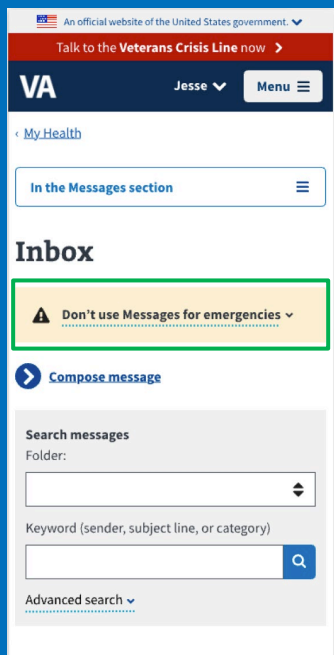 An official website of the United States government.
Talk to the Veterans Crisis Line now
VA
Jesse
Menu
My Health
In the Messages section
Inbox
Don't use Messages for emergencies
Compose message
Search messages
Folder:
Keyword (sender, subject line, or category)
Advanced search